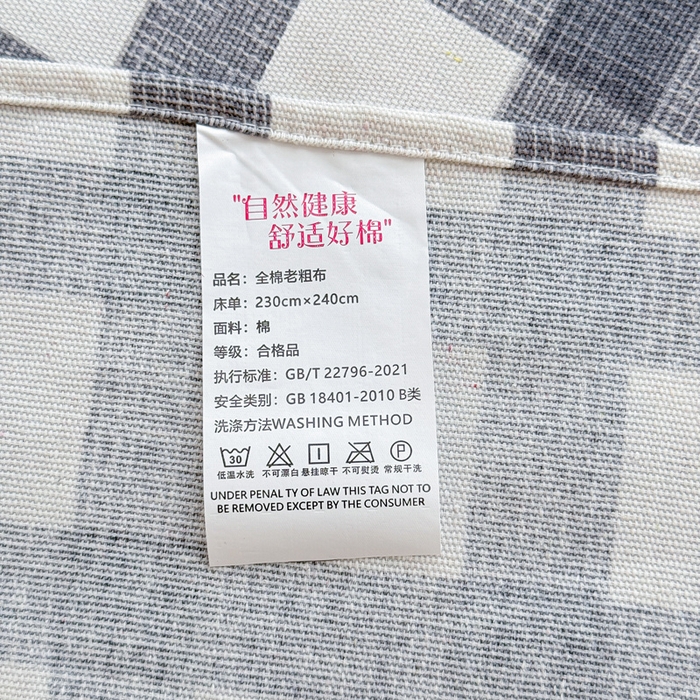 "自然健康
舒适好棉"
品名：全棉老粗布
床单：230cm×240cm
面料：棉
等级：合格品
执行标准：GB/T 22796-2021
安全类别：GB 18401-2010 B类
洗涤方法WASHING METHOD
30 P
低温水洗 不可漂白 悬挂晾干 不可熨烫 常规干洗
UNDER PENAL TY OF LAW THIS TAG NOT TO
BE REMOVED EXCEPT BY THE CONSUMER